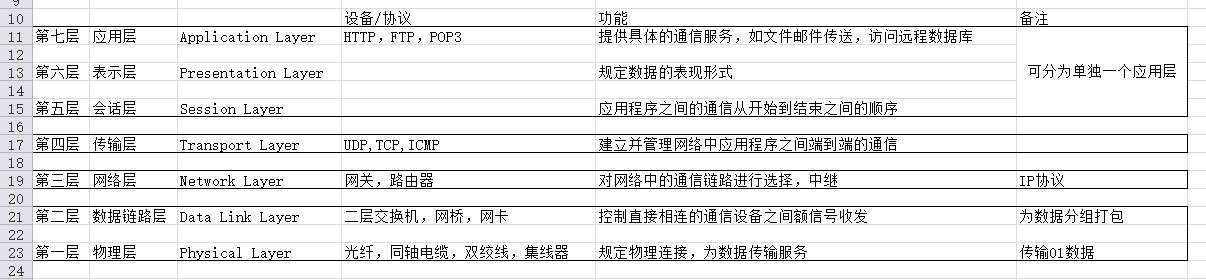 10 设备/协议 功能 备注
11 第七层 应用层 Application Layer HTTP，FTP，POP3 提供具体的通信服务，如文件邮件传送，访问远程数据库
12
13 第六层 表示层 Presentation Layer 规定数据的表现形式 可分为单独一个应用层
14
15 第五层 会话层 Session Layer 应用程序之间的通信从开始到结束之间的顺序
16
17 第四层 传输层 Transport Layer UDP,TCP,ICMP 建立并管理网络中应用程序之间端到端的通信
18
19 第三层 网络层 Network Layer 网关，路由器 对网络中的通信链路进行选择，中继 IP协议
20
21 第二层 数据链路层 Data Link Layer 二层交换机，网桥，网卡 控制直接相连的通信设备之间额信号收发 为数据分组打包
22
23 第一层 物理层 Physical Layer 光纤，同轴电缆，双绞线，集线器 规定物理连接，为数据传输服务 传输01数据
24